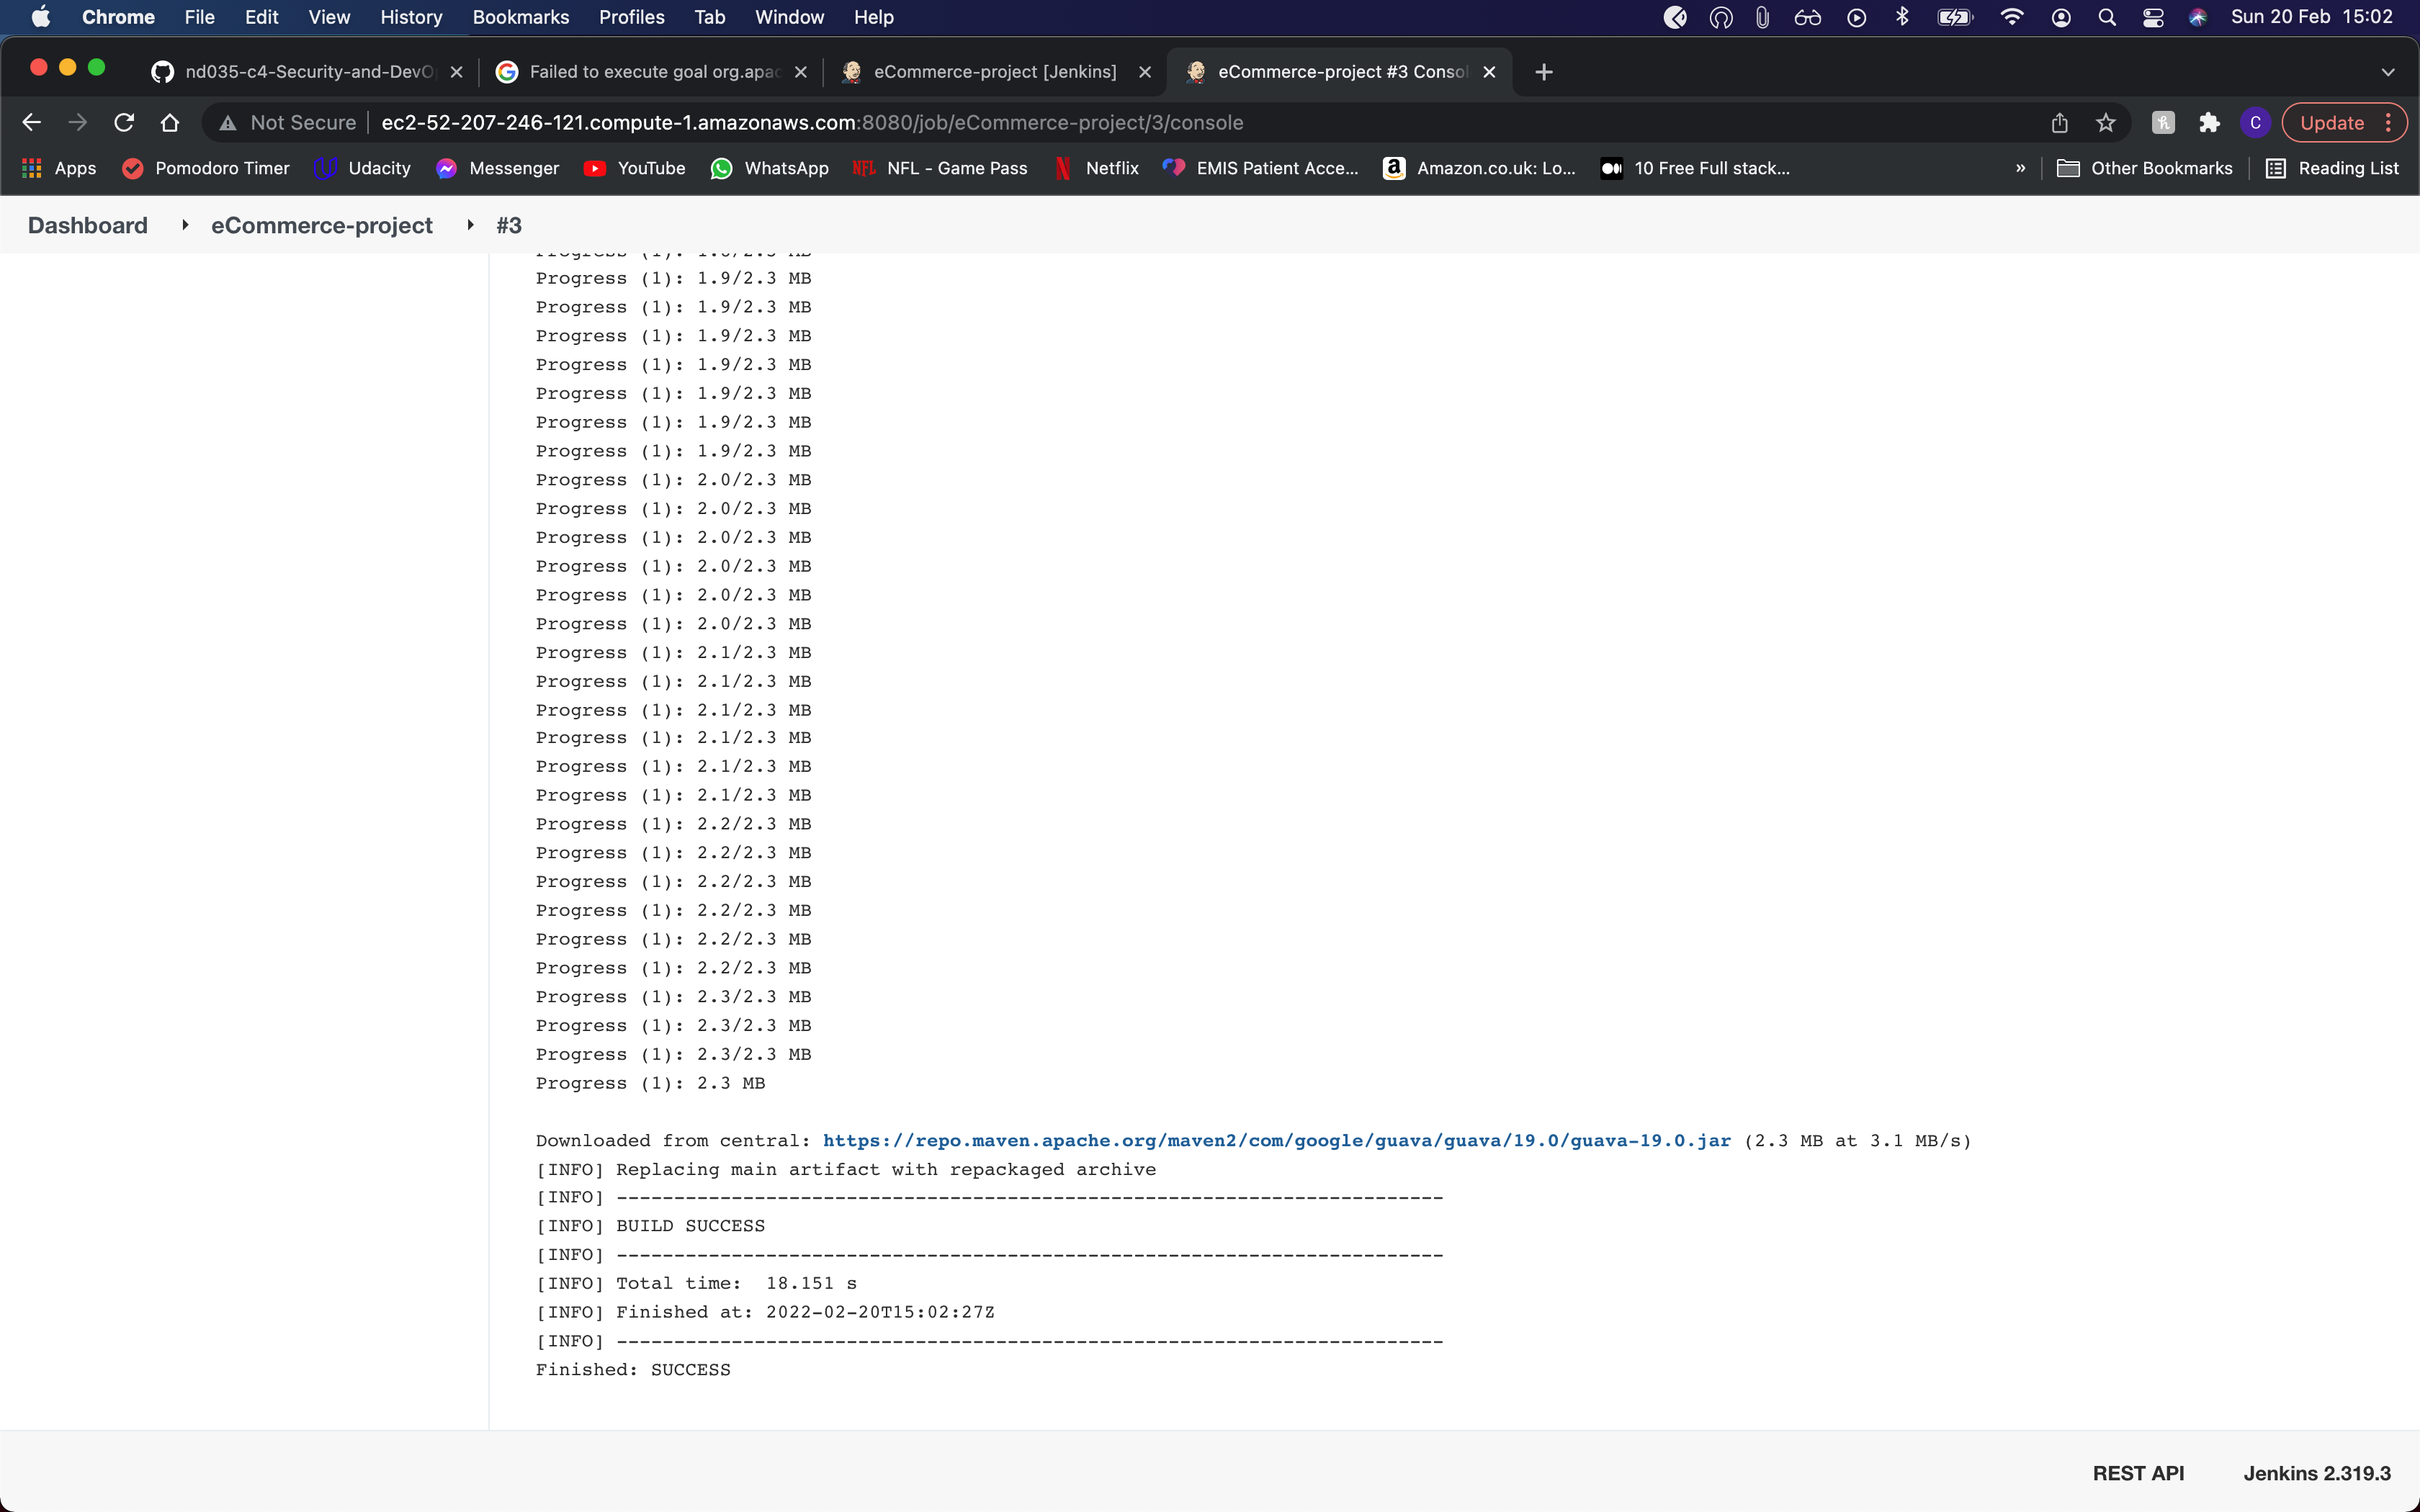 Chrome File Edit View History Bookmarks Profiles Tab Window Help Sun 20 Feb 15:02
nd035-c4-Security-and-DevO Failed to execute goal org.apac eCommerce-project [Jenkins] eCommerce-project #3 Consol
Not Secure ec2-52-207-246-121.compute-1.amazonaws.com:8080/job/eCommerce-project/3/console C Update
Apps Pomodoro Timer Udacity Messenger YouTube WhatsApp NFL NFL - Game Pass Netflix EMIS Patient Acce... Amazon.co.uk: Lo... 10 Free Full stack... » Other Bookmarks Reading List
Dashboard eCommerce-project #3
Progress (1): 1.9/2.3 MB
Progress (1): 1.9/2.3 MB
Progress (1): 1.9/2.3 MB
Progress (1): 1.9/2.3 MB
Progress (1): 1.9/2.3 MB
Progress (1): 1.9/2.3 MB
Progress (1): 1.9/2.3 MB
Progress (1): 2.0/2.3 MB
Progress (1): 2.0/2.3 MB
Progress (1): 2.0/2.3 MB
Progress (1): 2.0/2.3 MB
Progress (1): 2.0/2.3 MB
Progress (1): 2.0/2.3 MB
Progress (1): 2.1/2.3 MB
Progress (1): 2.1/2.3 MB
Progress (1): 2.1/2.3 MB
Progress (1): 2.1/2.3 MB
Progress (1): 2.1/2.3 MB
Progress (1): 2.1/2.3 MB
Progress (1): 2.2/2.3 MB
Progress (1): 2.2/2.3 MB
Progress (1): 2.2/2.3 MB
Progress (1): 2.2/2.3 MB
Progress (1): 2.2/2.3 MB
Progress (1): 2.2/2.3 MB
Progress (1): 2.3/2.3 MB
Progress (1): 2.3/2.3 MB
Progress (1): 2.3/2.3 MB
Progress (1): 2.3 MB
Downloaded from central: https://repo.maven.apache.org/maven2/com/google/guava/guava/19.0/guava-19.0.jar (2.3 MB at 3.1 MB/s)
[INFO] Replacing main artifact with repackaged archive
[INFO] ------------------------------------------------------------------------
[INFO] BUILD SUCCESS
[INFO] ------------------------------------------------------------------------
[INFO] Total time:  18.151 s
[INFO] Finished at: 2022-02-20T15:02:27Z
[INFO] ------------------------------------------------------------------------
Finished: SUCCESS
REST API Jenkins 2.319.3